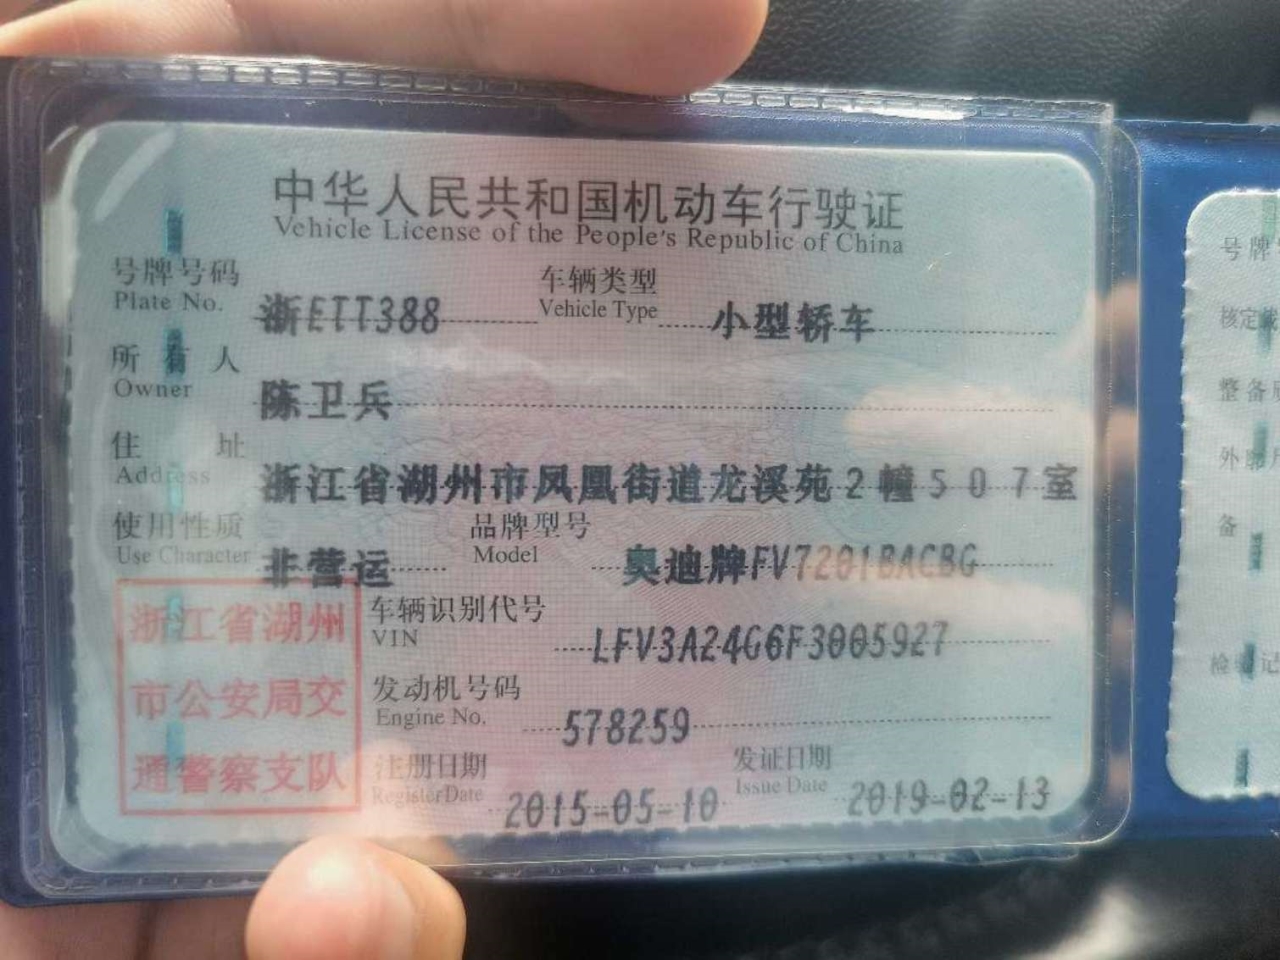 中华人民共和国机动车行驶证
Vehicle License of the People's Republic of China
号牌号码 浙ETT388 车辆类型 小型轿车
Plate No. Vehicle Type
所有人 陈卫兵
Owner
住址 浙江省湖州市凤凰街道龙溪苑2幢507室
Address
使用性质 非营运 品牌型号 奥迪牌FV7201BACBG
Use Character Model
浙江省湖州
市公安局交
通警察支队
车辆识别代号 LFV3A24G6F3005927
VIN
发动机号码 578259
Engine No.
注册日期 2015-05-10 发证日期 2019-02-13
Register Date Issue Date
号牌
核定
整备
外
备
检
记